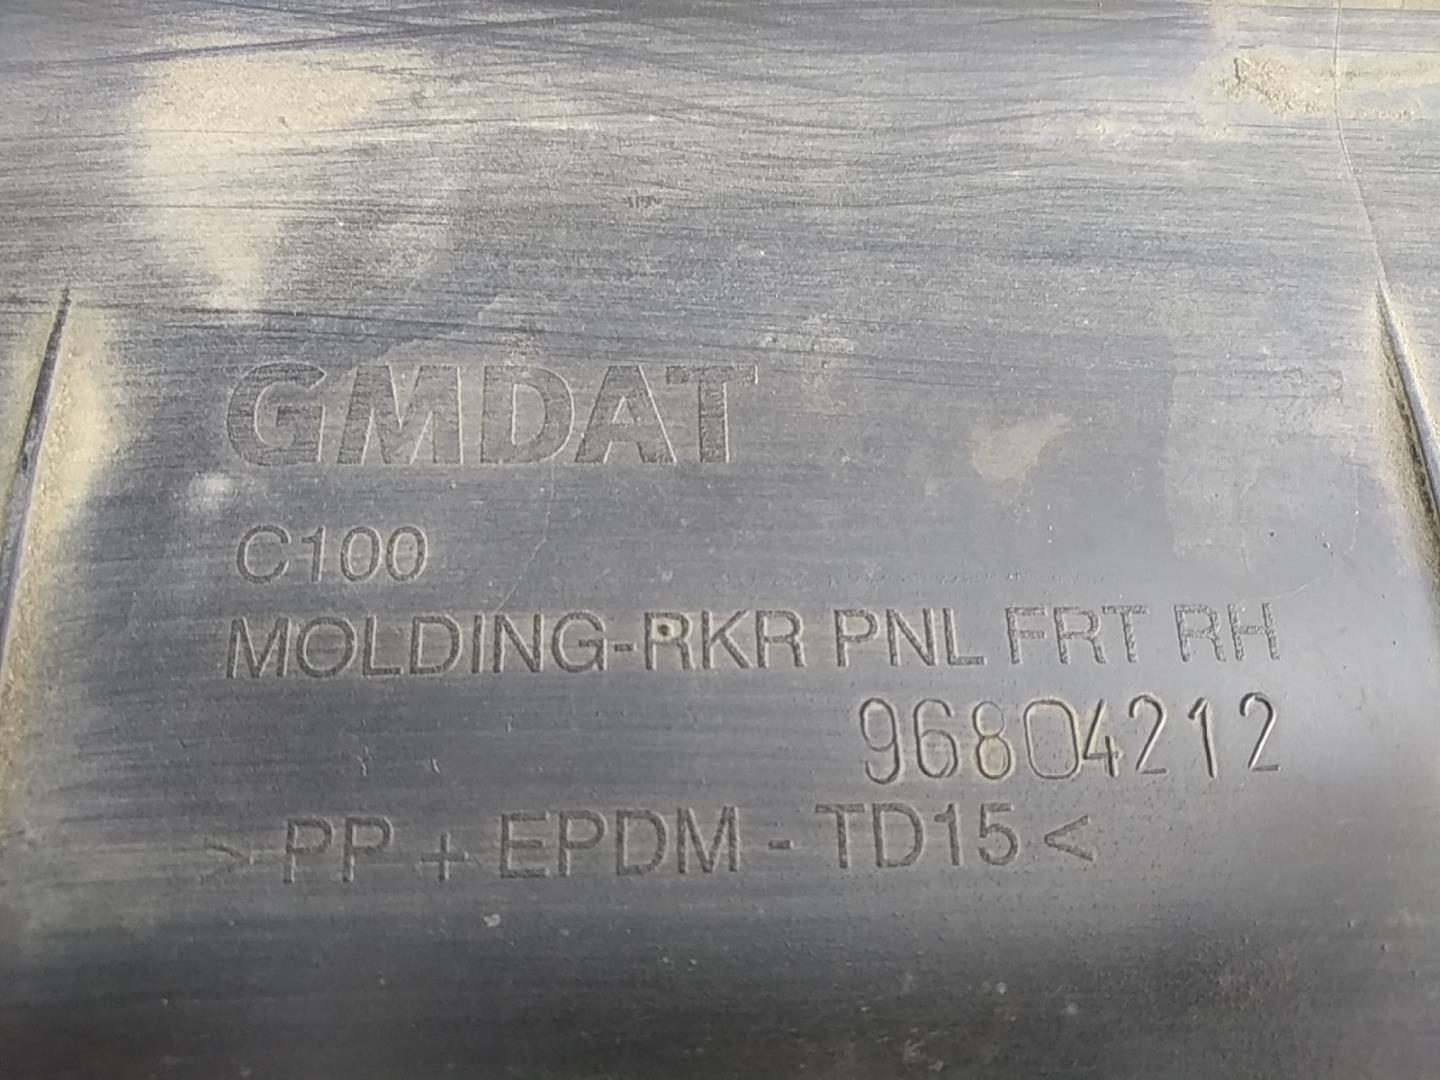 GMDAT
C100
MOLDING-RKR PNL FRT RH
96804212
>PP + EPDM - TD15<